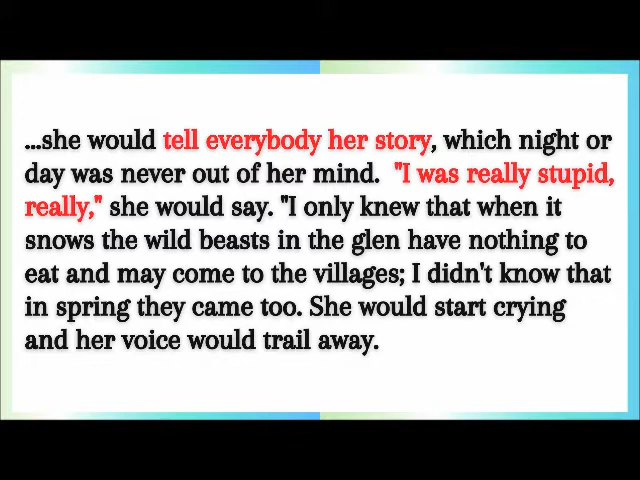 ...she would tell everybody her story, which night or
day was never out of her mind.  "I was really stupid,
really," she would say. "I only knew that when it
snows the wild beasts in the glen have nothing to
eat and may come to the villages; I didn't know that
in spring they came too. She would start crying
and her voice would trail away.